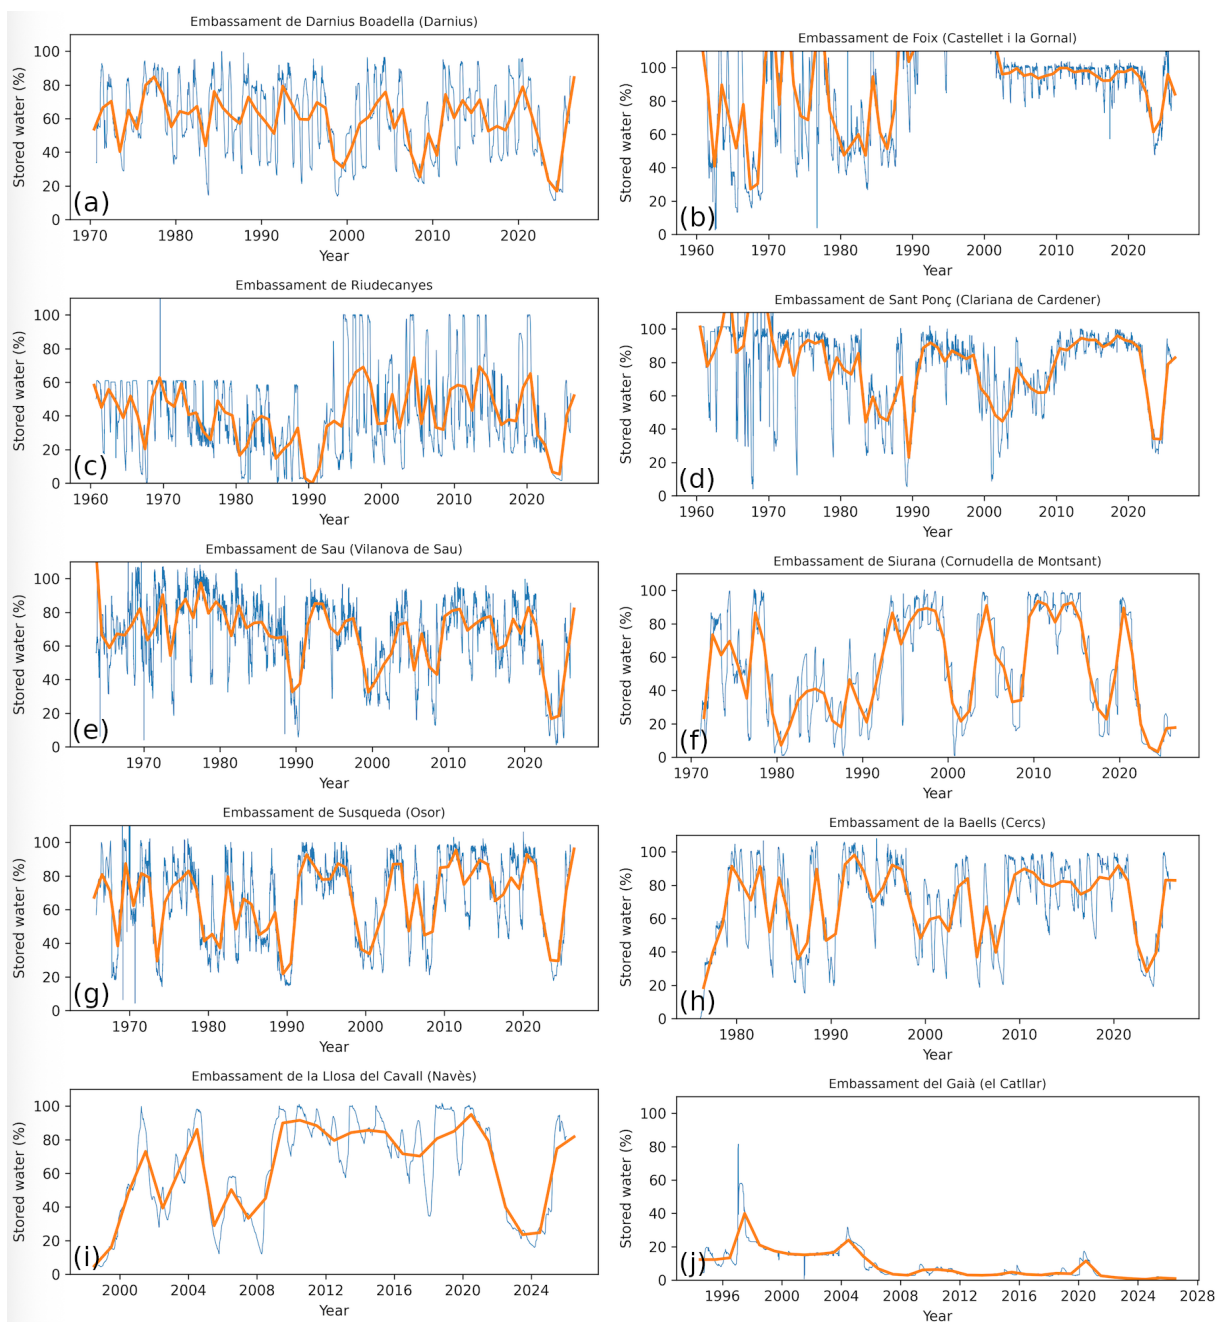 Embassament de Darnius Boadella (Darnius)
Stored water (%)
100
80
60
40
20
0
(a)
1970 1980 1990 2000 2010 2020
Year
Embassament de Foix (Castellet i la Gornal)
Stored water (%)
100
80
60
40
20
0
(b)
1960 1970 1980 1990 2000 2010 2020
Year
Embassament de Riudecanyes
Stored water (%)
100
80
60
40
20
0
(c)
1960 1970 1980 1990 2000 2010 2020
Year
Embassament de Sant Ponç (Clariana de Cardener)
Stored water (%)
100
80
60
40
20
0
(d)
1960 1970 1980 1990 2000 2010 2020
Year
Embassament de Sau (Vilanova de Sau)
Stored water (%)
100
80
60
40
20
0
(e)
1970 1980 1990 2000 2010 2020
Year
Embassament de Siurana (Cornudella de Montsant)
Stored water (%)
100
80
60
40
20
0
(f)
1970 1980 1990 2000 2010 2020
Year
Embassament de Susqueda (Osor)
Stored water (%)
100
80
60
40
20
0
(g)
1970 1980 1990 2000 2010 2020
Year
Embassament de la Baells (Cercs)
Stored water (%)
100
80
60
40
20
0
(h)
1980 1990 2000 2010 2020
Year
Embassament de la Llosa del Cavall (Navès)
Stored water (%)
100
80
60
40
20
0
(i)
2000 2004 2008 2012 2016 2020 2024
Year
Embassament del Gaià (el Catllar)
Stored water (%)
100
80
60
40
20
0
(j)
1996 2000 2004 2008 2012 2016 2020 2024 2028
Year